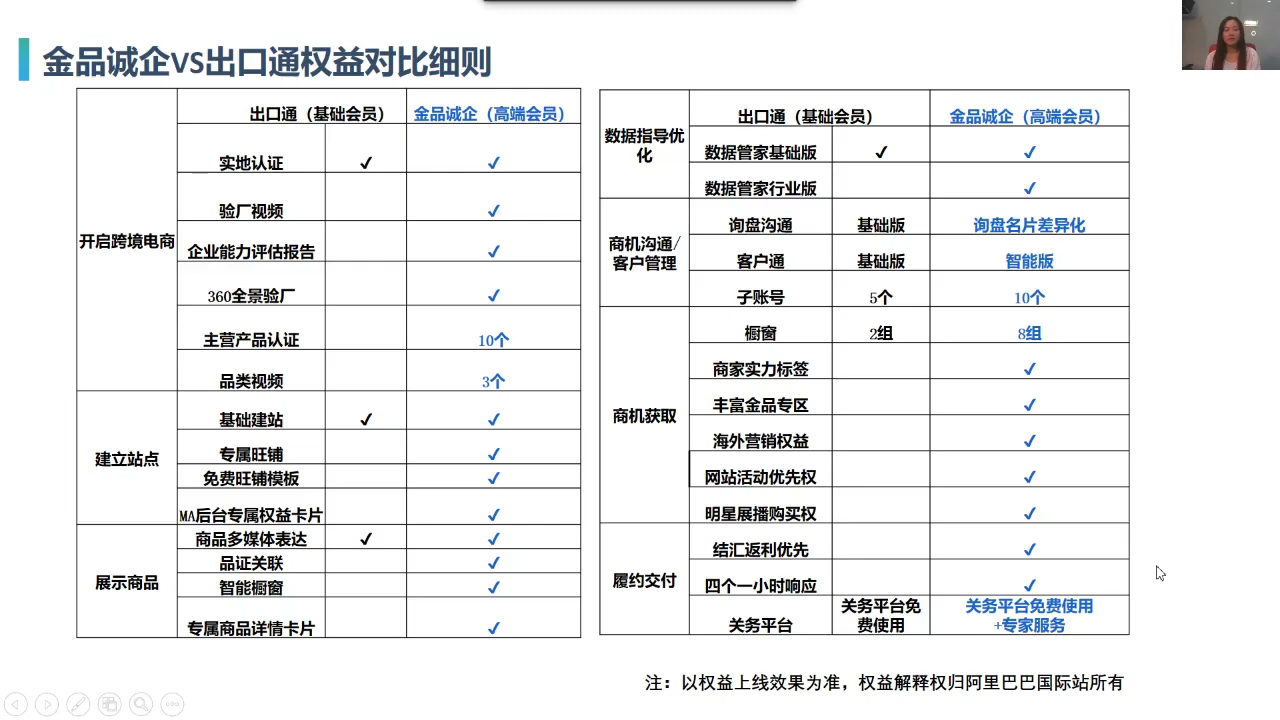 金品诚企VS出口通权益对比细则
出口通（基础会员） 金品诚企（高端会员）
开启跨境电商
实地认证 ✓ ✓
验厂视频 ✓
企业能力评估报告 ✓
360全景验厂 ✓
主营产品认证 10个
品类视频 3个
建立站点
基础建站 ✓ ✓
专属旺铺 ✓
免费旺铺模板 ✓
MA后台专属权益卡片 ✓
展示商品
商品多媒体表达 ✓ ✓
品证关联 ✓
智能橱窗 ✓
专属商品详情卡片 ✓
出口通（基础会员） 金品诚企（高端会员）
数据指导优
化
数据管家基础版 ✓ ✓
数据管家行业版 ✓
商机沟通/
客户管理
询盘沟通 基础版 询盘名片差异化
客户通 基础版 智能版
子账号 5个 10个
商机获取
橱窗 2组 8组
商家实力标签 ✓
丰富金品专区 ✓
海外营销权益 ✓
网站活动优先权 ✓
明星展播购买权 ✓
履约交付
结汇返利优先 ✓
四个一小时响应 ✓
关务平台
关务平台免
费使用
关务平台免费使用
+专家服务
注：以权益上线效果为准，权益解释权归阿里巴巴国际站所有